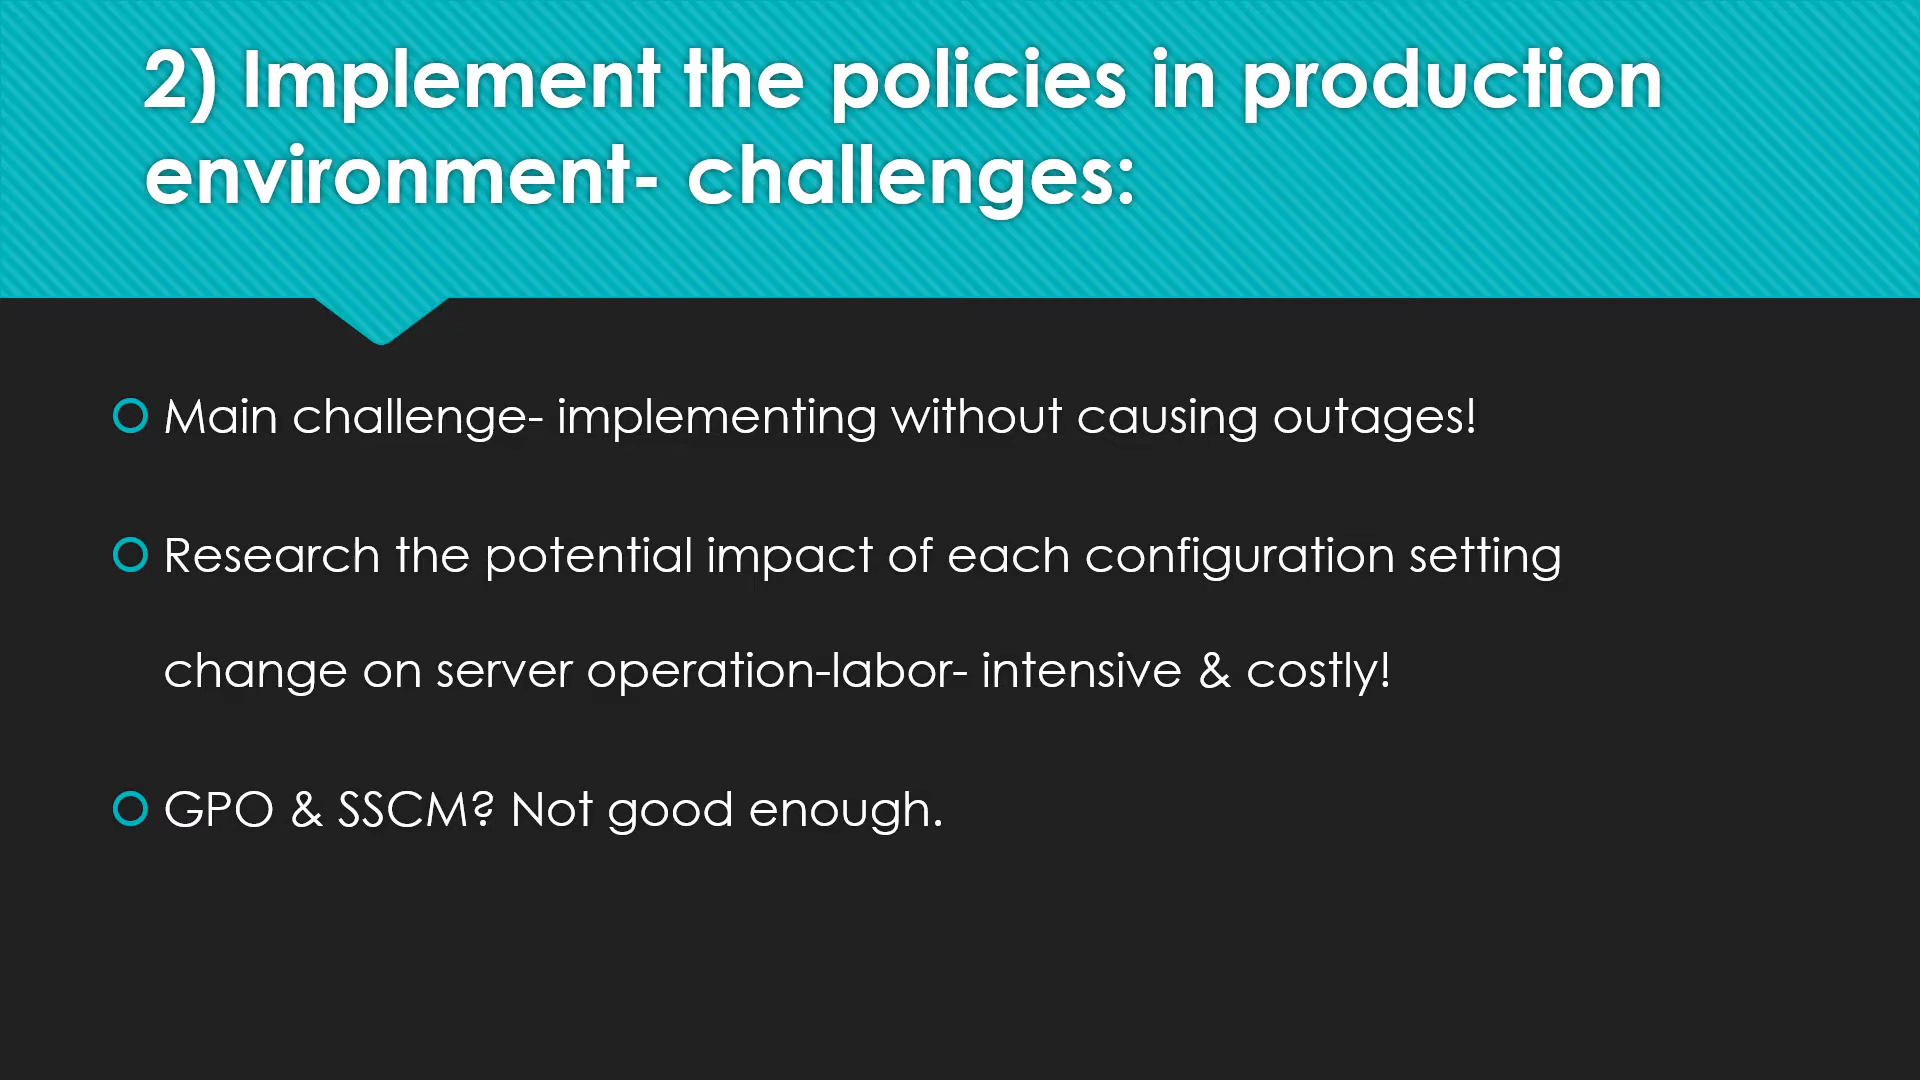 2) Implement the policies in production
environment- challenges:
Main challenge- implementing without causing outages!
Research the potential impact of each configuration setting
change on server operation-labor- intensive & costly!
GPO & SSCM? Not good enough.